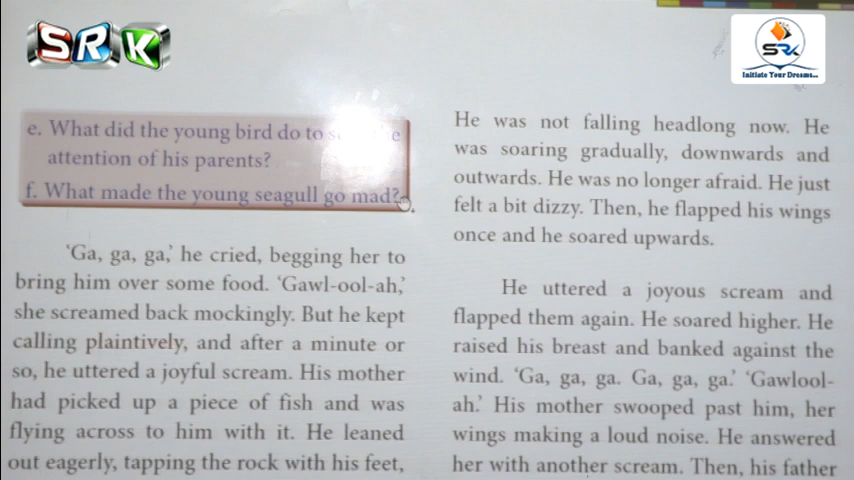 SRK
SRK
Initiate Your Dreams...
e. What did the young bird do to
attention of his parents?
f. What made the young seagull go mad?
‘Ga, ga, ga,’ he cried, begging her to
bring him over some food. ‘Gawl-ool-ah,’
she screamed back mockingly. But he kept
calling plaintively, and after a minute or
so, he uttered a joyful scream. His mother
had picked up a piece of fish and was
flying across to him with it. He leaned
out eagerly, tapping the rock with his feet,
He was not falling headlong now. He
was soaring gradually, downwards and
outwards. He was no longer afraid. He just
felt a bit dizzy. Then, he flapped his wings
once and he soared upwards.
He uttered a joyous scream and
flapped them again. He soared higher. He
raised his breast and banked against the
wind. ‘Ga, ga, ga. Ga, ga, ga.’ ‘Gawlool-
ah.’ His mother swooped past him, her
wings making a loud noise. He answered
her with another scream. Then, his father